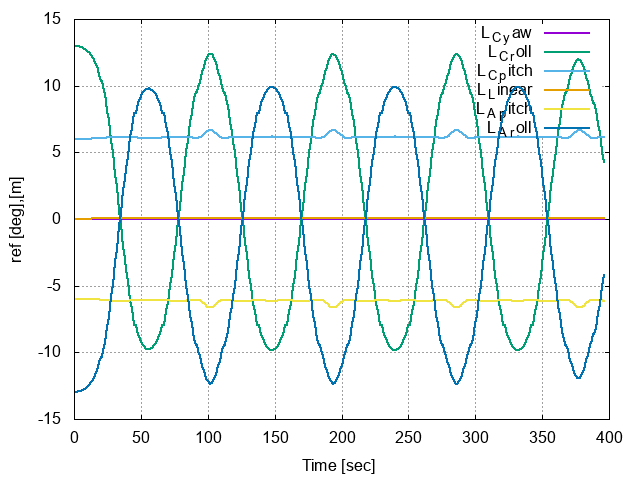 15
10
5
0
-5
-10
-15
ref [deg],[m]
0 50 100 150 200 250 300 350 400
Time [sec]
L_Cyaw
L_Croll
L_Cpitch
L_Linear
L_Apitch
L_Aroll